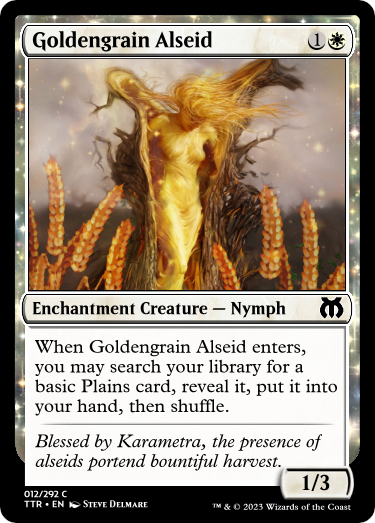 Goldengrain Alseid 1
Enchantment Creature — Nymph
When Goldengrain Alseid enters,
you may search your library for a
basic Plains card, reveal it, put it into
your hand, then shuffle.
Blessed by Karametra, the presence of
alseids portend bountiful harvest.
1/3
012/292 C
TTR • EN Steve Delmare
™ & © 2023 Wizards of the Coast